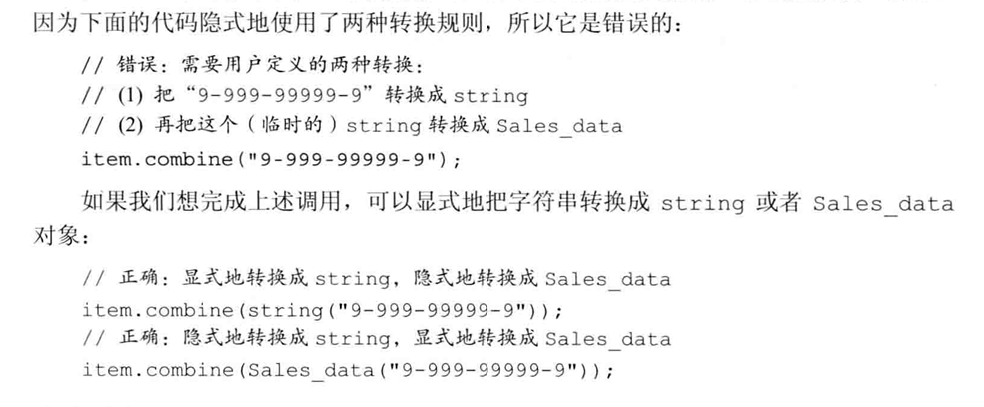 因为下面的代码隐式地使用了两种转换规则，所以它是错误的：
// 错误：需要用户定义的两种转换：
// (1) 把“9-999-99999-9”转换成 string
// (2) 再把这个（临时的）string 转换成 Sales_data
item.combine("9-999-99999-9");
如果我们想完成上述调用，可以显式地把字符串转换成 string 或者 Sales_data
对象：
// 正确：显式地转换成 string，隐式地转换成 Sales_data
item.combine(string("9-999-99999-9"));
// 正确：隐式地转换成 string，显式地转换成 Sales_data
item.combine(Sales_data("9-999-99999-9"));